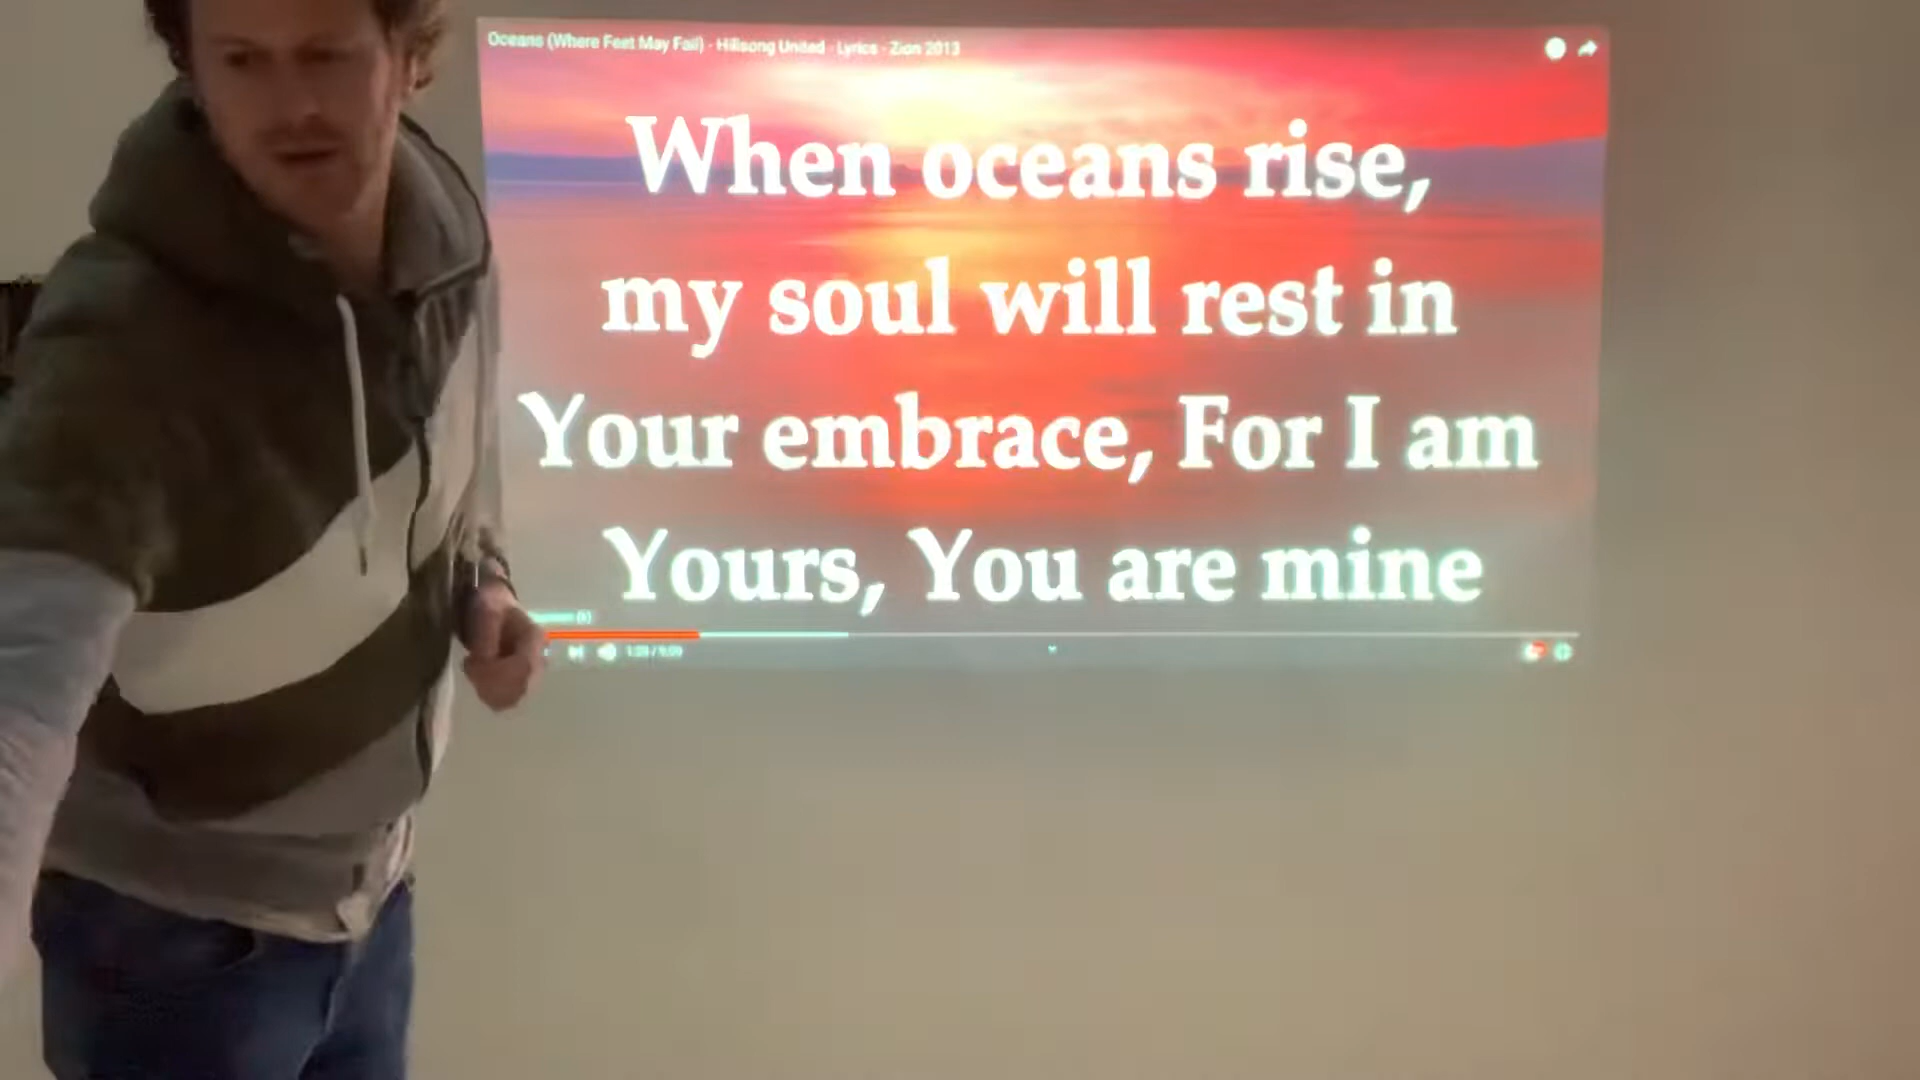 Oceans (Where Feet May Fail) - Hillsong United - Lyrics - Zion 2013
When oceans rise,
my soul will rest in
Your embrace, For I am
Yours, You are mine